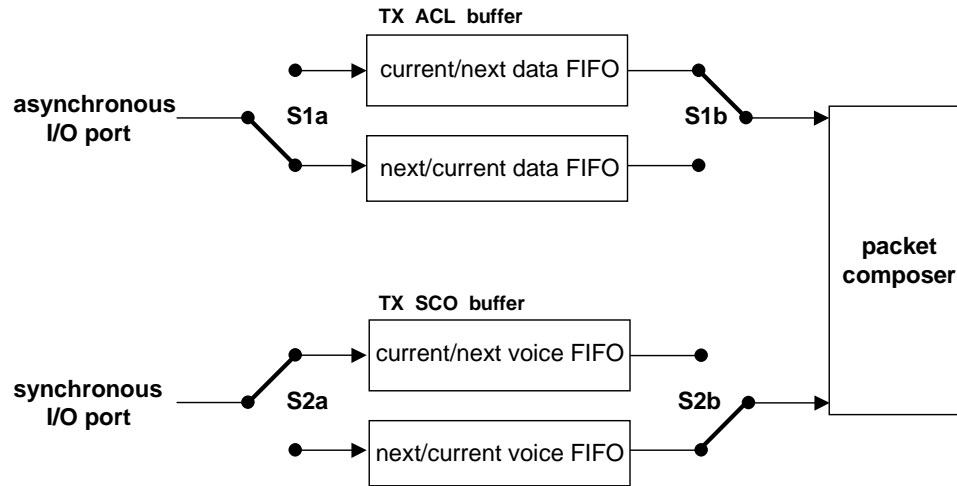 TX ACL buffer
current/next data FIFO
asynchronous
I/O port
S1a
S1b
next/current data FIFO
packet
composer
TX SCO buffer
current/next voice FIFO
synchronous
I/O port
S2a
S2b
next/current voice FIFO